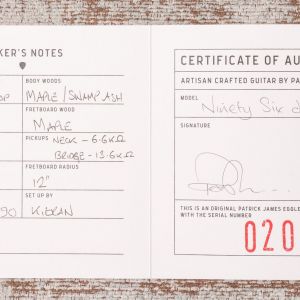 KER'S NOTES
BODY WOODS
OP MAPLE / SWAMP ASH
FRETBOARD WOOD
MAPLE
PICKUPS NECK - 6.6KΩ
BRIDGE - 13.6KΩ
FRETBOARD RADIUS
12"
SET UP BY
90 KIERAN
CERTIFICATE OF AU
ARTISAN CRAFTED GUITAR BY PA
MODEL
Ninety Six
SIGNATURE
THIS IS AN ORIGINAL PATRICK JAMES EGGLE
WITH THE SERIAL NUMBER
020